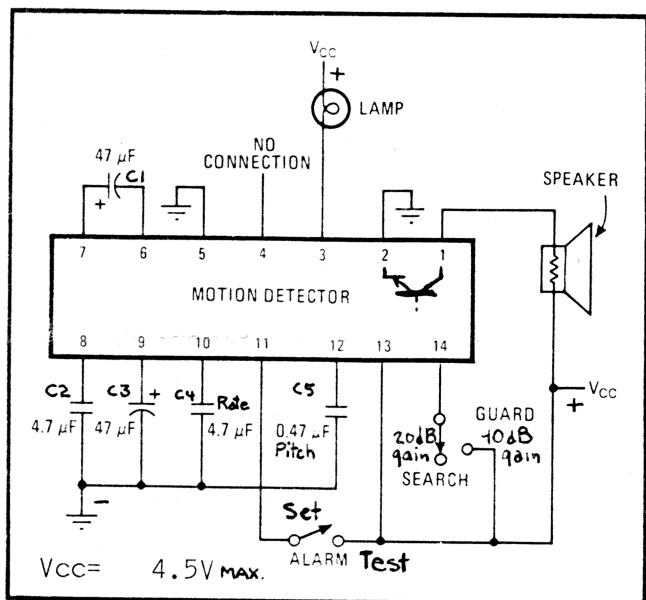 VCC
+
LAMP
NO
CONNECTION
47 µF
C1
+
SPEAKER
7 6 5 4 3 2 1
MOTION DETECTOR
8 9 10 11 12 13 14
C2
4.7 µF
C3 +
47 µF
C4 Rate
4.7 µF
C5
0.47 µF
Pitch
20dB
gain
SEARCH
GUARD
10dB
gain
VCC
+
-
Set
ALARM Test
VCC= 4.5V MAX.